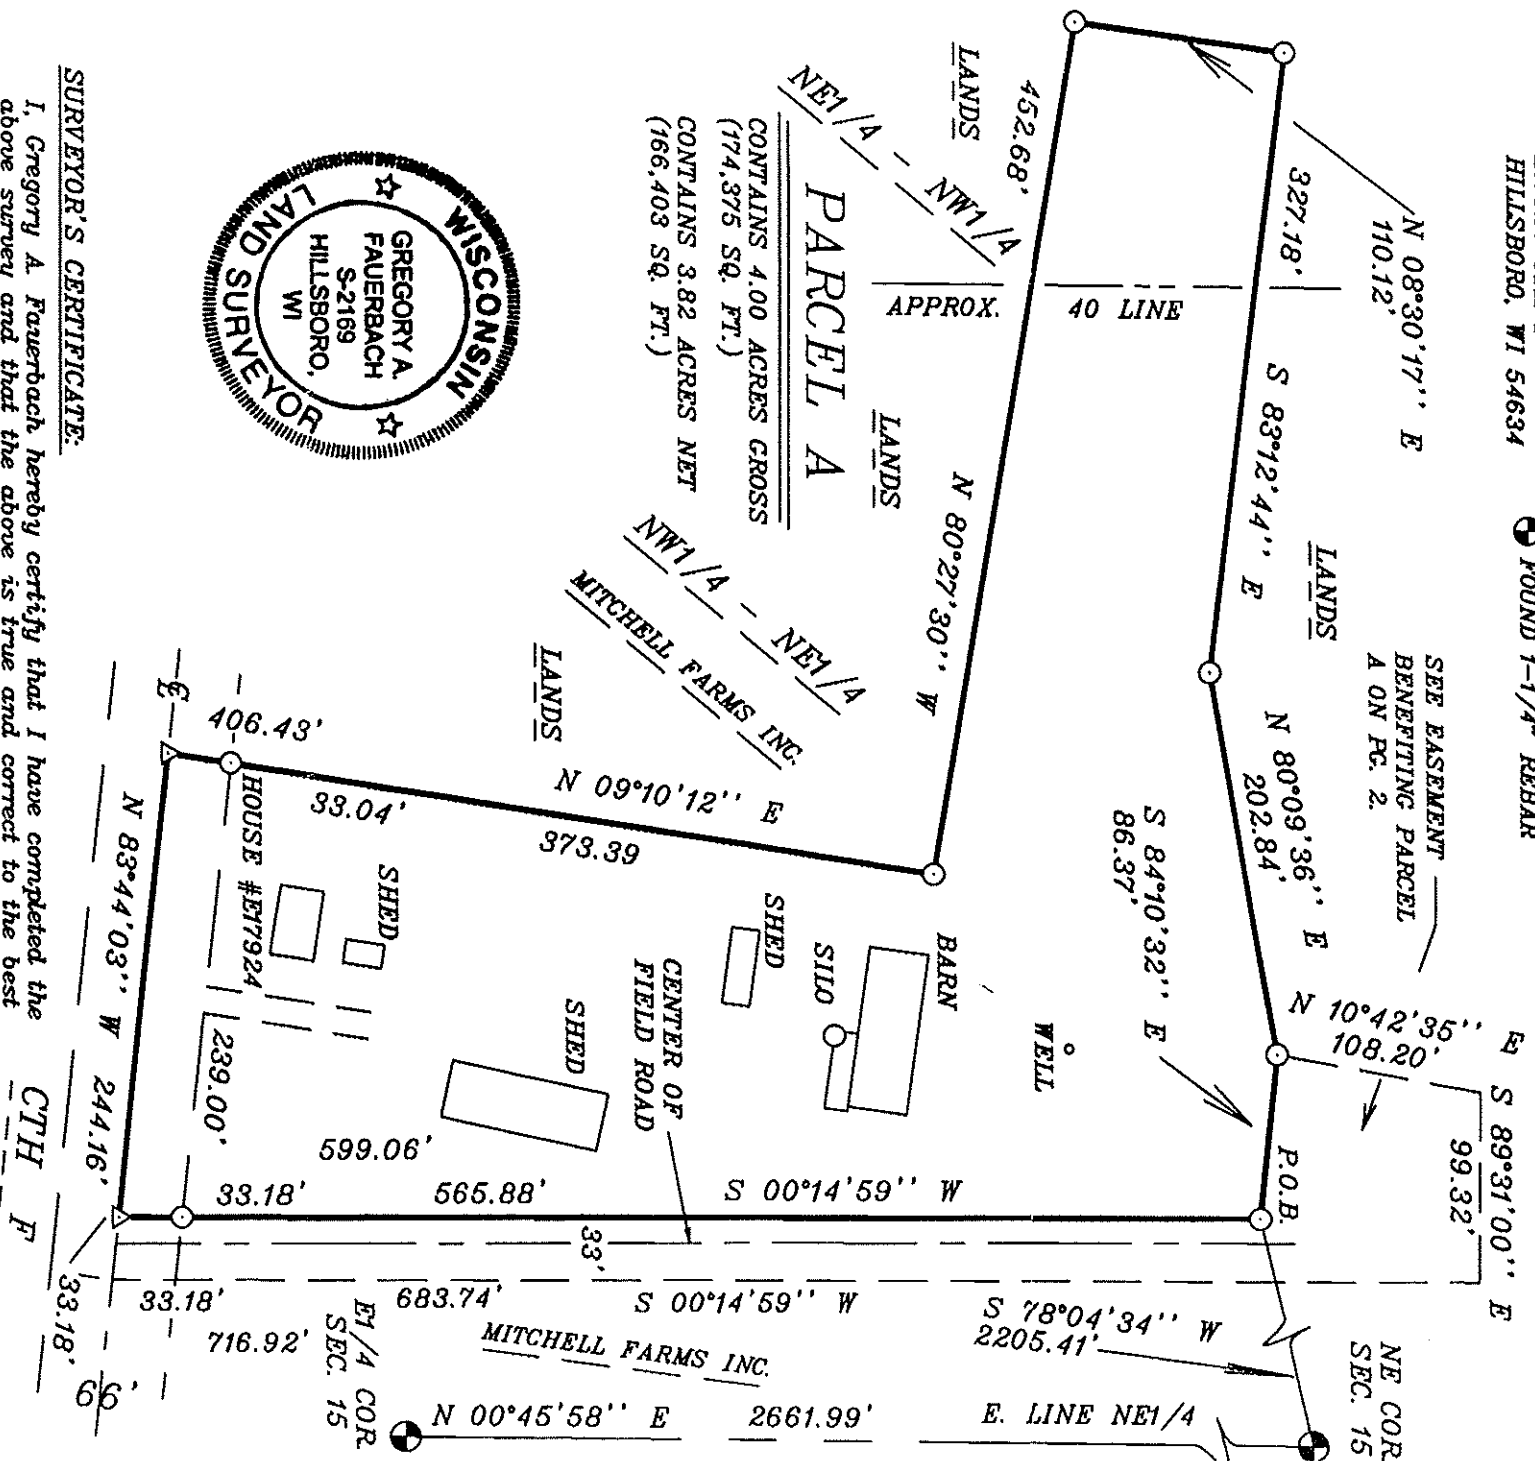 HILLSBORO, WI 54634
FOUND 1-1/4" REBAR
N 08°30'17'' E
110.12'
327.18'
S 83°12'44'' E
LANDS
SEE EASEMENT
BENEFITING PARCEL
A ON PG. 2.
N 80°09'36'' E
202.84'
N 10°42'35'' E
108.20'
S 89°31'00'' E
99.32'
S 84°10'32'' E
86.37'
P.O.B.
LANDS
452.68'
NE1/4 - NW1/4
APPROX. 40 LINE
N 80°27'30'' W
LANDS
PARCEL A
CONTAINS 4.00 ACRES GROSS
(174,375 SQ. FT.)
CONTAINS 3.82 ACRES NET
(166,403 SQ. FT.)
NW1/4 - NE1/4
MITCHELL FARMS INC.
LANDS
WISCONSIN
GREGORY A.
FAUERBACH
S-2169
HILLSBORO,
WI
LAND SURVEYOR
WELL
BARN
SILO
SHED
N 09°10'12'' E
373.39
33.04'
406.43'
CENTER OF
FIELD ROAD
SHED
SHED
HOUSE #E17924
239.00'
599.06'
33.18'
565.88'
S 00°14'59'' W
33'
N 83°44'03'' W 244.16'
33.18'
33.18'
683.74'
S 00°14'59'' W
716.92'
66'
MITCHELL FARMS INC.
S 78°04'34'' W
2205.41'
NE COR
SEC. 15
E1/4 COR
SEC. 15
N 00°45'58'' E
2661.99'
E. LINE NE1/4
CTH F
SURVEYOR'S CERTIFICATE:
I, Gregory A. Fauerbach hereby certify that I have completed the
above survey and that the above is true and correct to the best